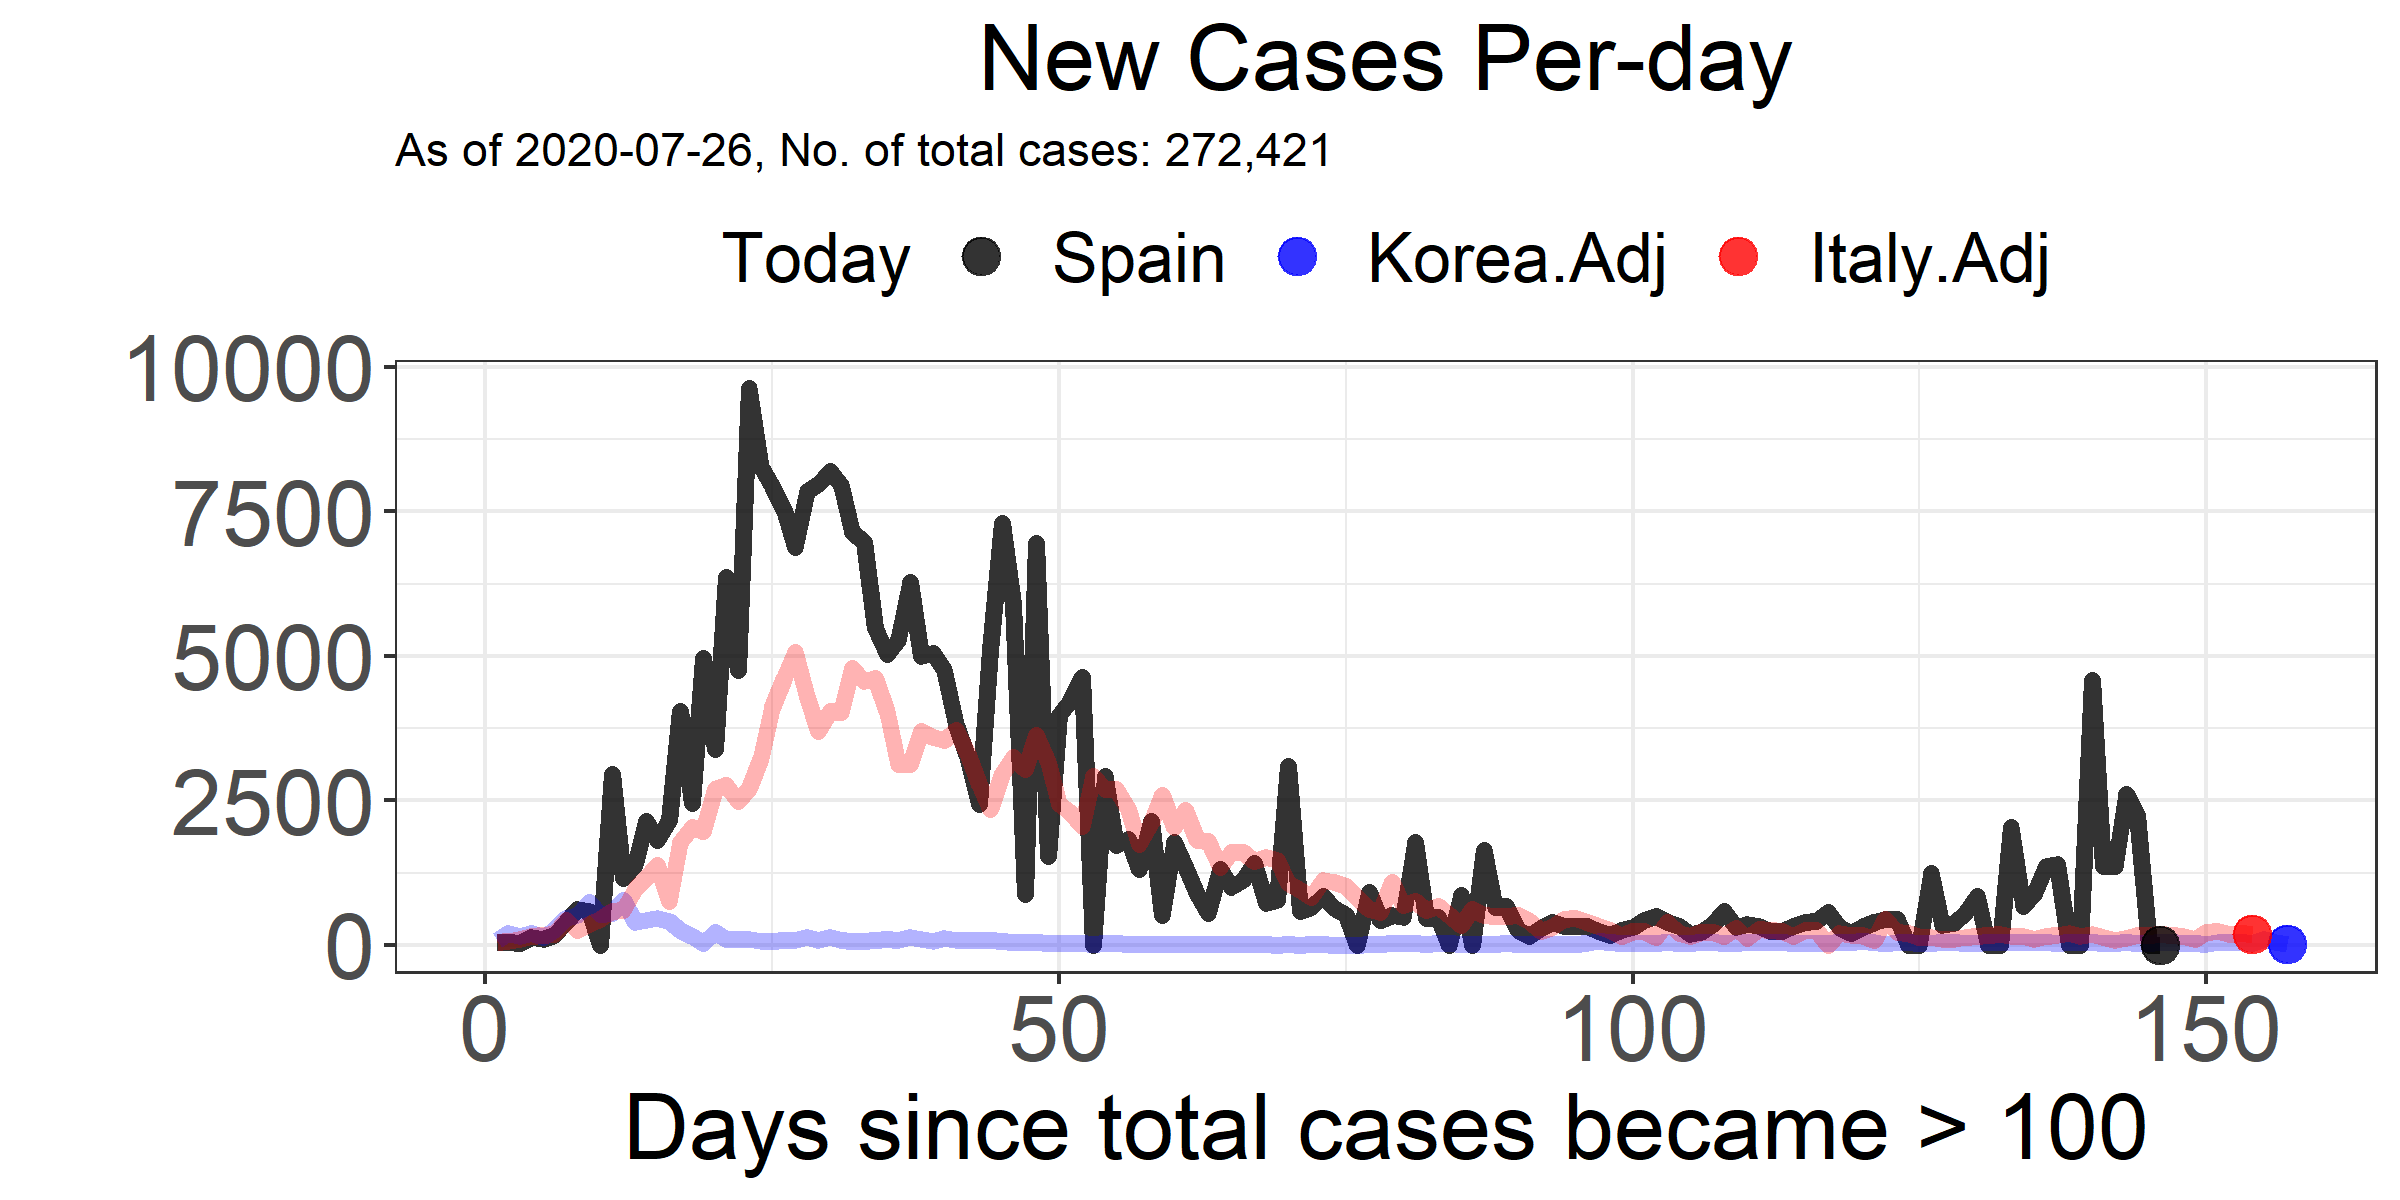 New Cases Per-day
As of 2020-07-26, No. of total cases: 272,421
Today Spain Korea.Adj Italy.Adj
10000
7500
5000
2500
0
0 50 100 150
Days since total cases became > 100